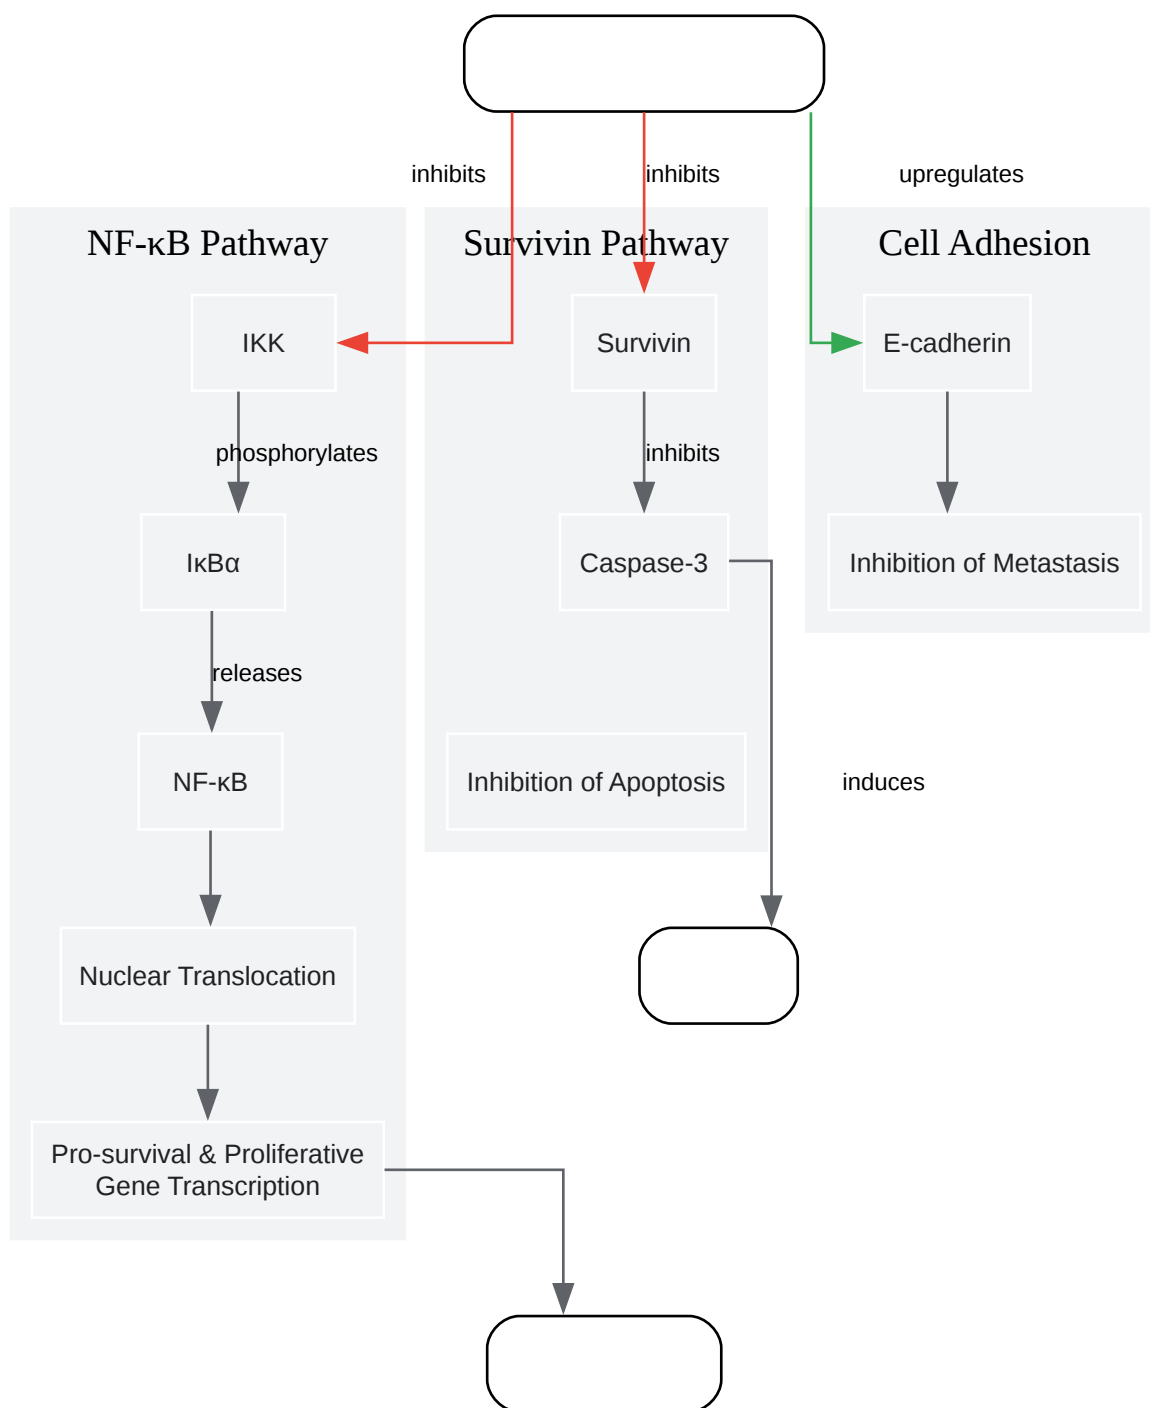 inhibits
inhibits
upregulates
NF-κB Pathway
Survivin Pathway
Cell Adhesion
IKK
Survivin
E-cadherin
phosphorylates
inhibits
IκBα
Caspase-3
Inhibition of Metastasis
releases
NF-κB
Inhibition of Apoptosis
induces
Nuclear Translocation
Pro-survival & Proliferative
Gene Transcription